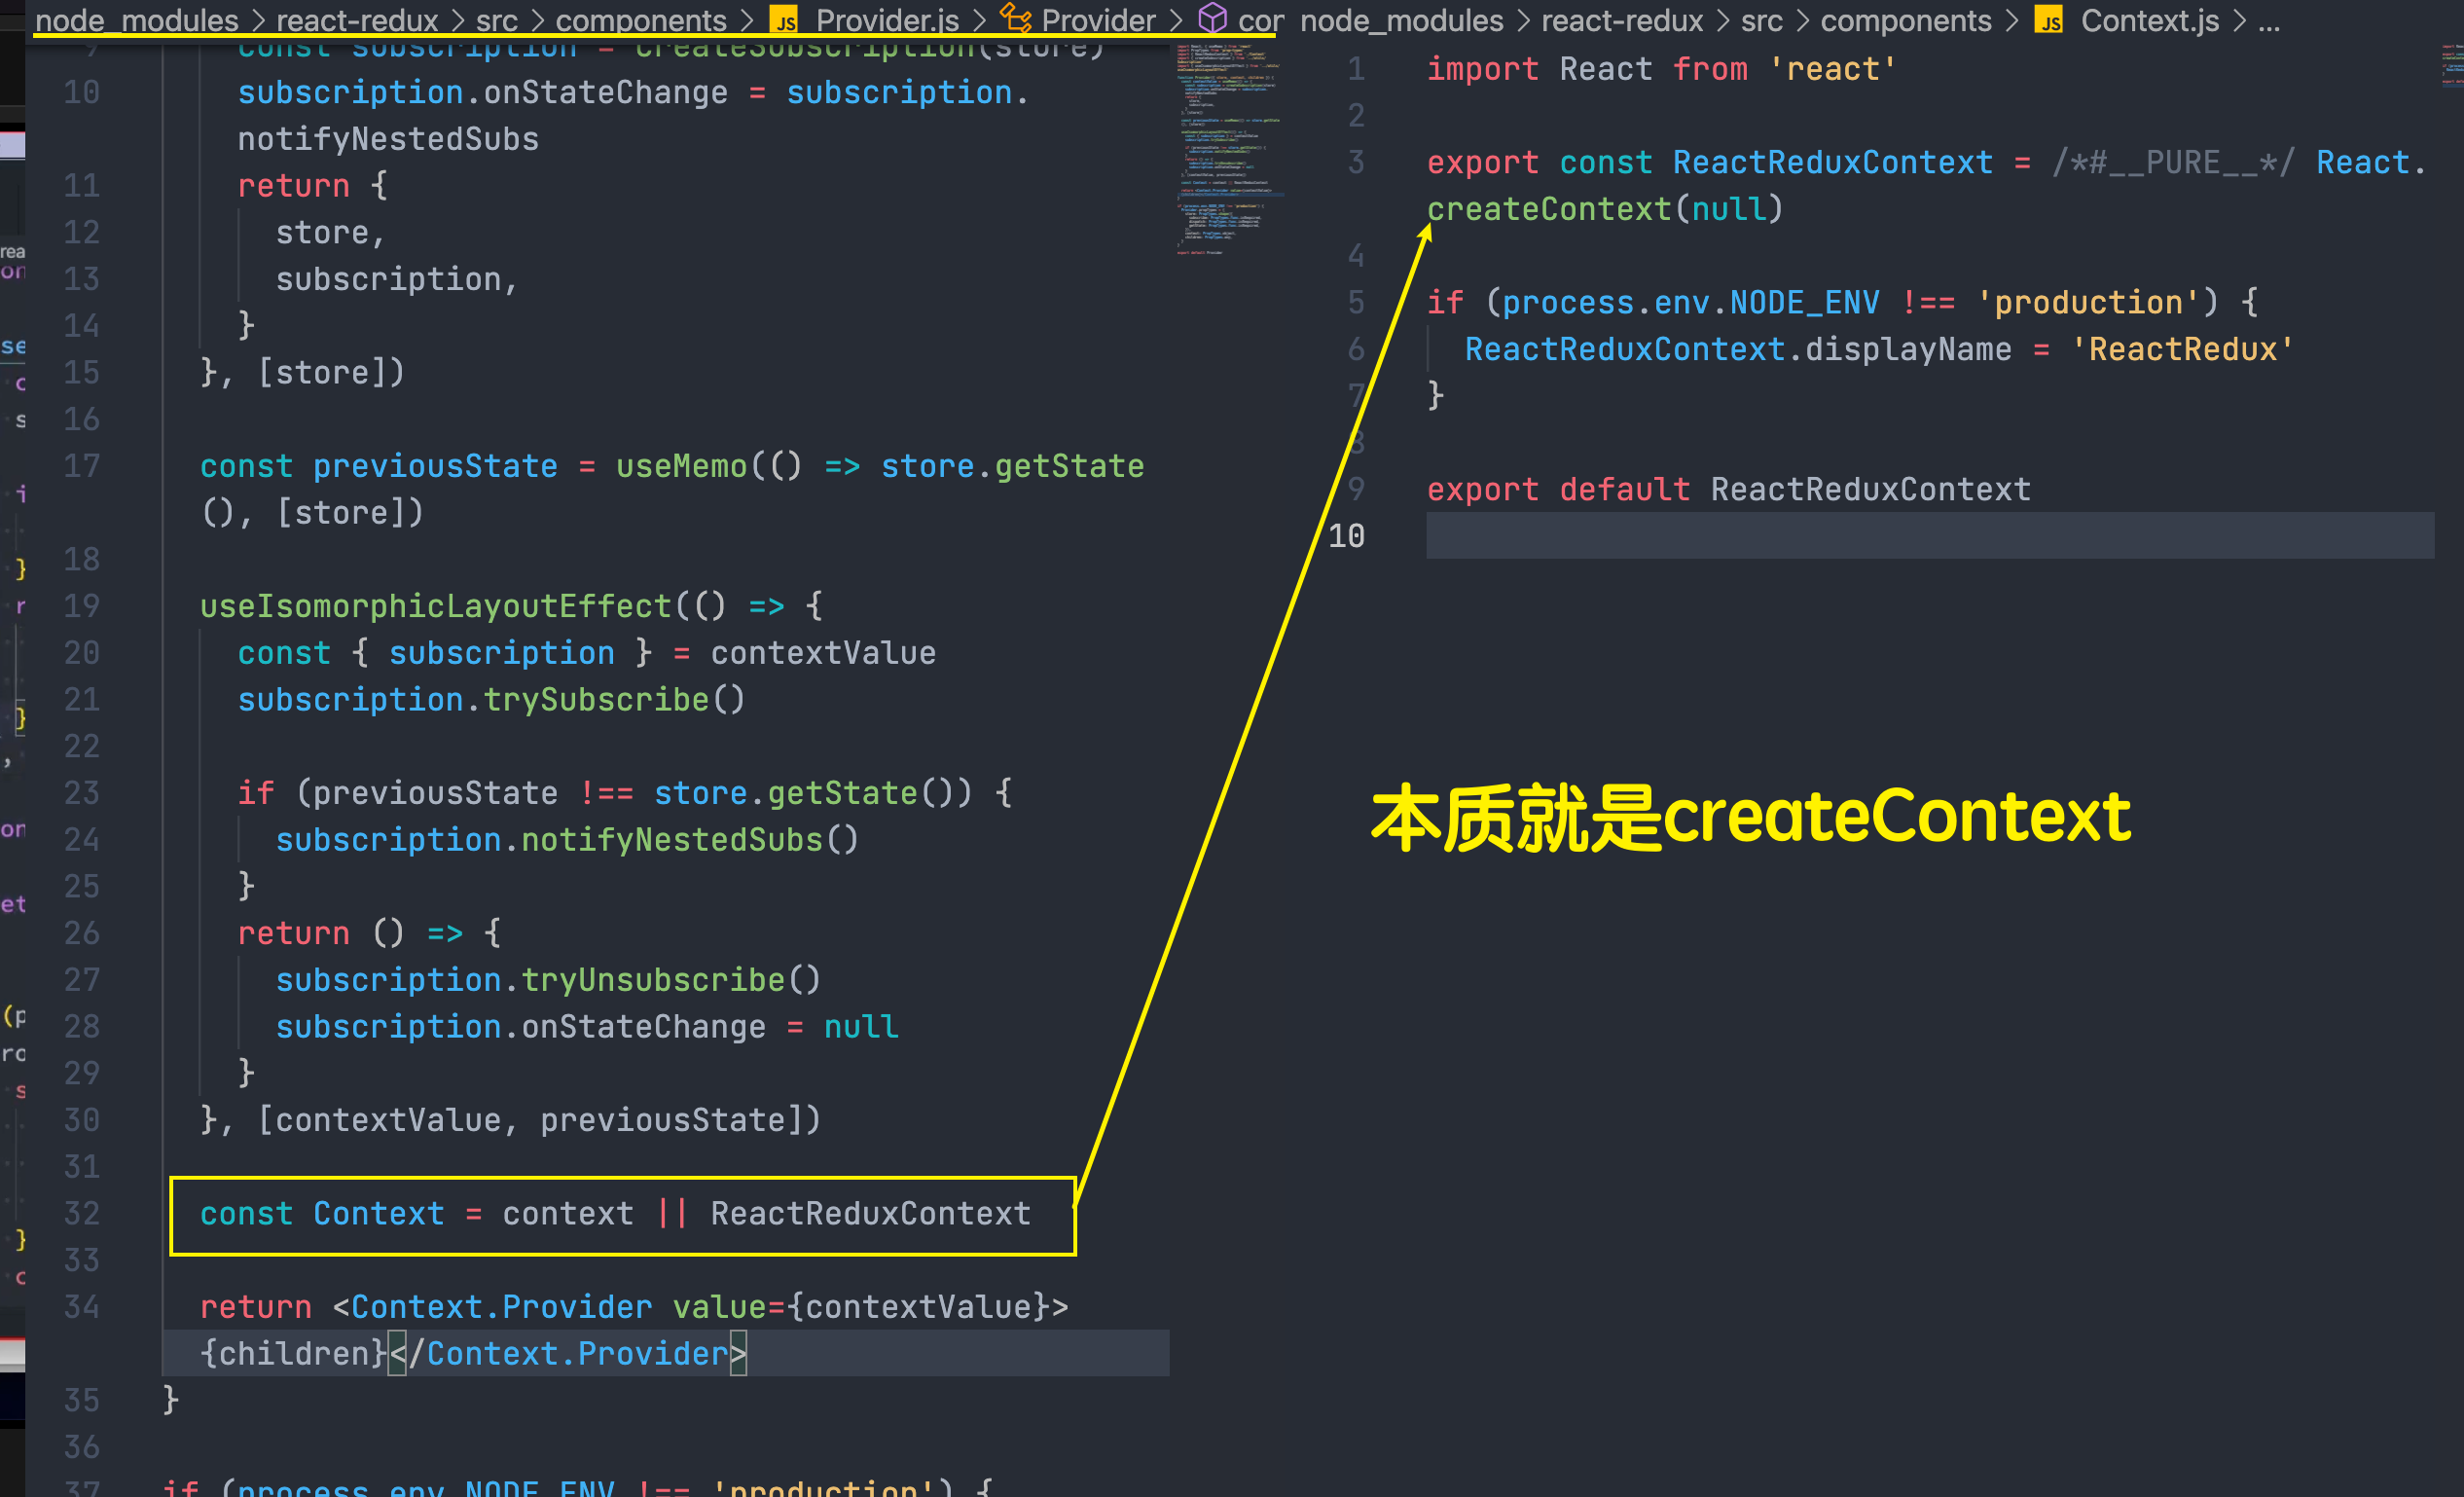 node_modules > react-redux > src > components > JS Provider.js > Provider >
9 const subscription = createSubscription(store)
10 subscription.onStateChange = subscription.
notifyNestedSubs
11 return {
12 store,
13 subscription,
14 }
15 }, [store])
16
17 const previousState = useMemo(() => store.getState
(), [store])
18
19 useIsomorphicLayoutEffect(() => {
20 const { subscription } = contextValue
21 subscription.trySubscribe()
22
23 if (previousState !== store.getState()) {
24 subscription.notifyNestedSubs()
25 }
26 return () => {
27 subscription.tryUnsubscribe()
28 subscription.onStateChange = null
29 }
30 }, [contextValue, previousState])
31
32 const Context = context || ReactReduxContext
33
34 return <Context.Provider value={contextValue}>
{children}</Context.Provider>
35 }
36
37 if (process.env.NODE_ENV !== 'production') {
node_modules > react-redux > src > components > JS Context.js > ...
1 import React from 'react'
2
3 export const ReactReduxContext = /*#__PURE__*/ React.
createContext(null)
4
5 if (process.env.NODE_ENV !== 'production') {
6 ReactReduxContext.displayName = 'ReactRedux'
7 }
8
9 export default ReactReduxContext
10
本质就是createContext